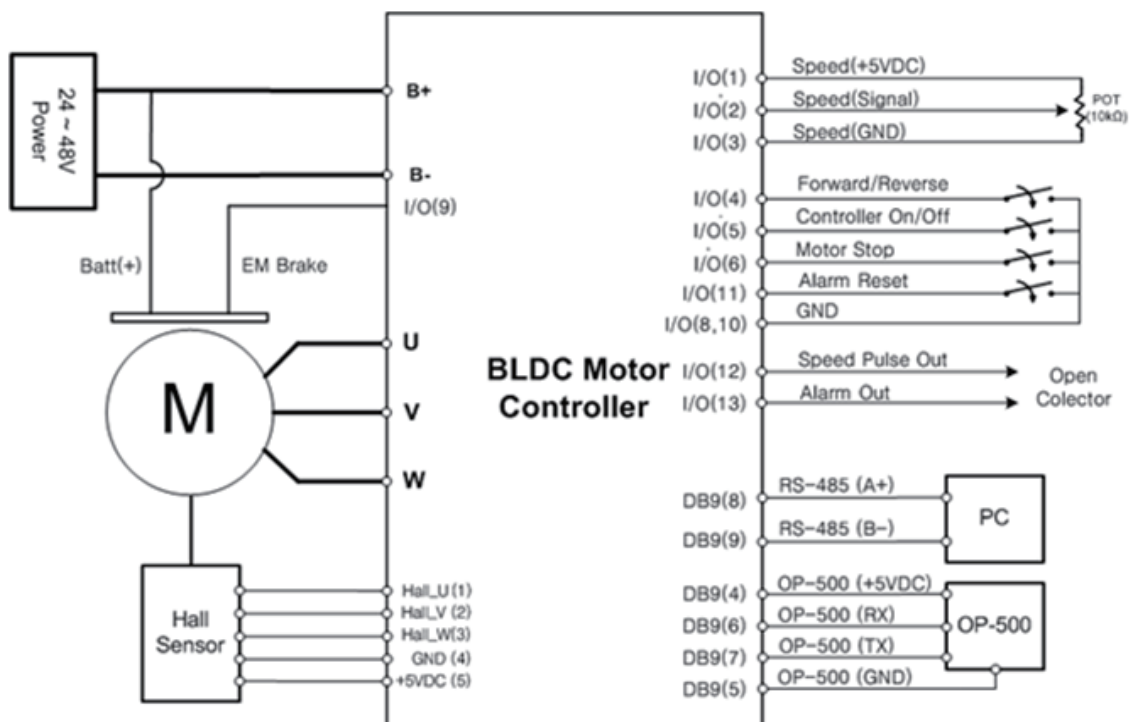 24 ~ 48V
Power
B+
B-
I/O(9)
Batt(+)
EM Brake
M
U
V
W
Hall
Sensor
Hall_U(1)
Hall_V (2)
Hall_W(3)
GND (4)
+5VDC (5)
BLDC Motor
Controller
I/O(1) Speed(+5VDC)
I/O(2) Speed(Signal)
I/O(3) Speed(GND)
POT
(10kΩ)
I/O(4) Forward/Reverse
I/O(5) Controller On/Off
I/O(6) Motor Stop
I/O(11) Alarm Reset
I/O(8,10) GND
I/O(12) Speed Pulse Out
I/O(13) Alarm Out
Open
Colector
DB9(8) RS-485 (A+)
DB9(9) RS-485 (B-)
PC
DB9(4) OP-500 (+5VDC)
DB9(6) OP-500 (RX)
DB9(7) OP-500 (TX)
DB9(5) OP-500 (GND)
OP-500